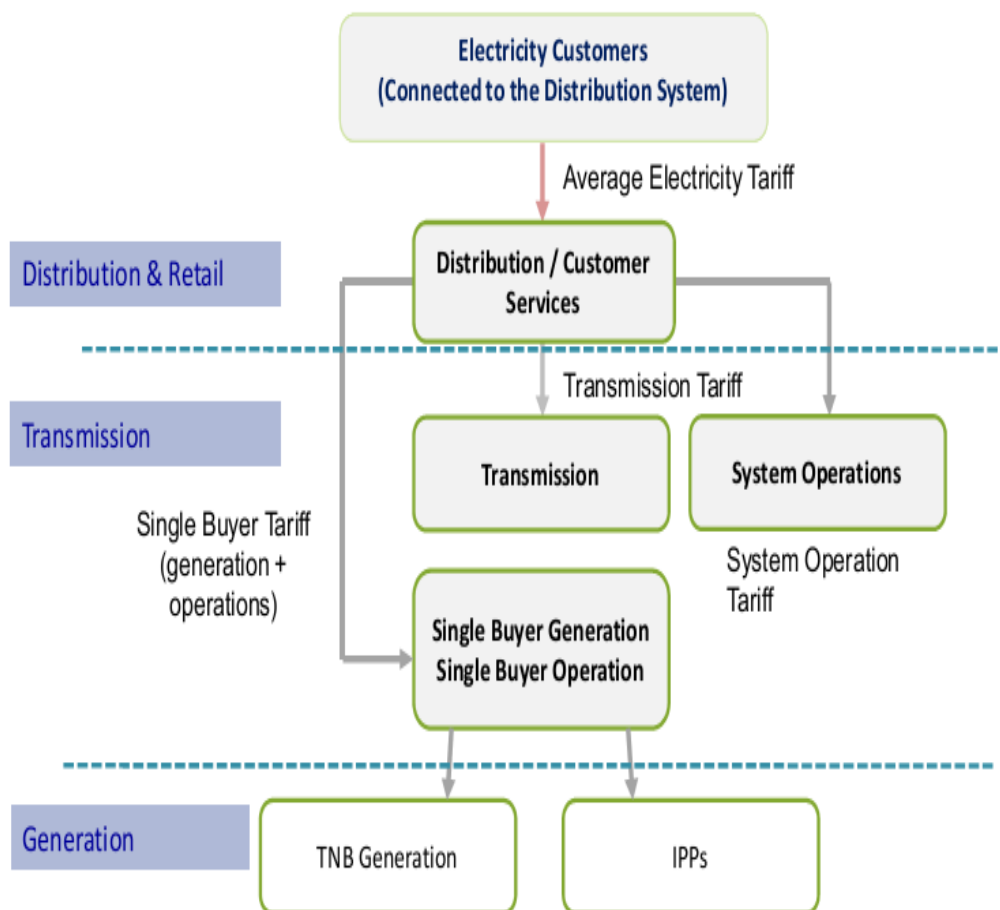 Electricity Customers
(Connected to the Distribution System)
Average Electricity Tariff
Distribution & Retail
Distribution / Customer
Services
Transmission Tariff
Transmission
Transmission
System Operations
Single Buyer Tariff
(generation +
operations)
System Operation
Tariff
Single Buyer Generation
Single Buyer Operation
Generation
TNB Generation
IPPs